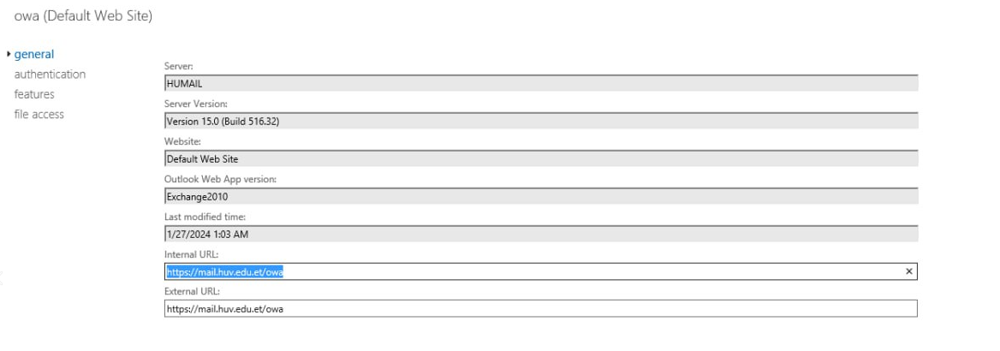 owa (Default Web Site)
general
authentication
features
file access
Server:
HUMAIL
Server Version:
Version 15.0 (Build 516.32)
Website:
Default Web Site
Outlook Web App version:
Exchange2010
Last modified time:
1/27/2024 1:03 AM
Internal URL:
https://mail.huv.edu.et/owa
External URL:
https://mail.huv.edu.et/owa